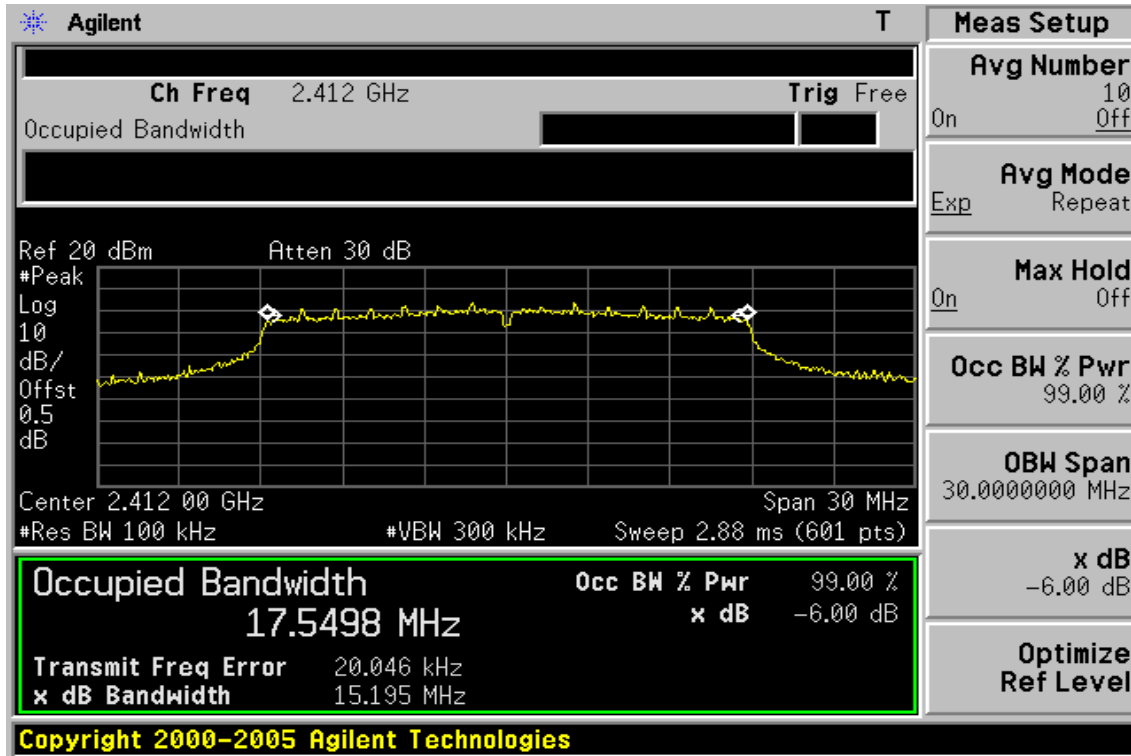 Agilent T
Ch Freq 2.412 GHz Trig Free
Occupied Bandwidth
Ref 20 dBm Atten 30 dB
#Peak
Log
10
dB/
Offst
0.5
dB
Center 2.412 00 GHz Span 30 MHz
#Res BW 100 kHz #VBW 300 kHz Sweep 2.88 ms (601 pts)
Occupied Bandwidth
17.5498 MHz
Occ BW % Pwr 99.00 %
x dB -6.00 dB
Transmit Freq Error 20.046 kHz
x dB Bandwidth 15.195 MHz
Copyright 2000-2005 Agilent Technologies
Meas Setup
Avg Number
10
On Off
Avg Mode
Exp Repeat
Max Hold
On Off
Occ BW % Pwr
99.00 %
OBW Span
30.0000000 MHz
x dB
-6.00 dB
Optimize
Ref Level